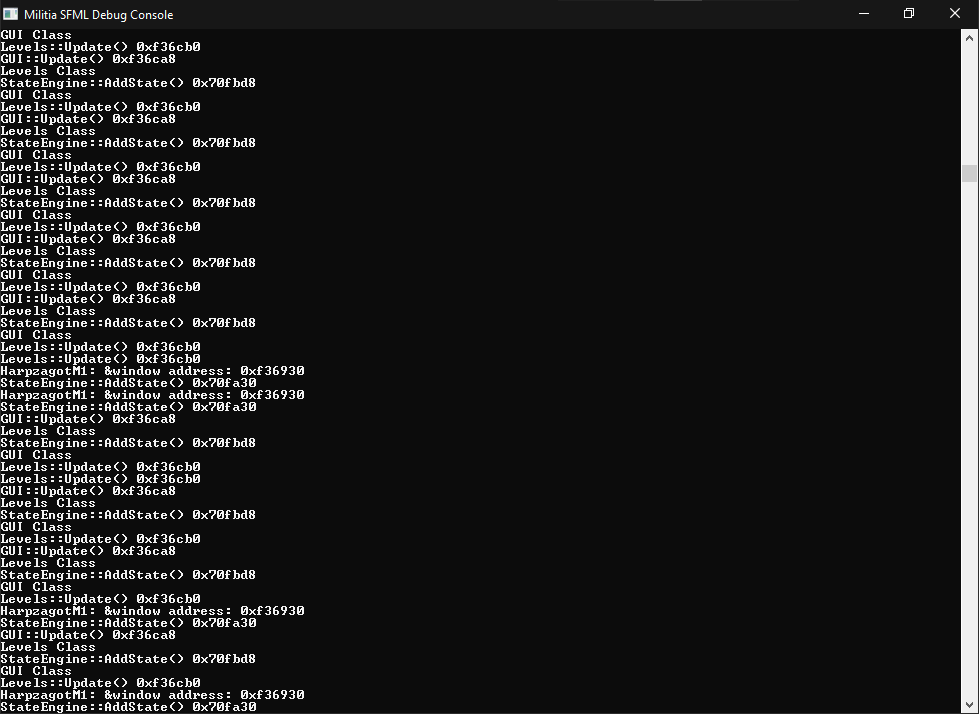 Militia SFML Debug Console
GUI Class
Levels::Update() 0xf36cb0
GUI::Update() 0xf36ca8
Levels Class
StateEngine::AddState() 0x70fbd8
GUI Class
Levels::Update() 0xf36cb0
GUI::Update() 0xf36ca8
Levels Class
StateEngine::AddState() 0x70fbd8
GUI Class
Levels::Update() 0xf36cb0
GUI::Update() 0xf36ca8
Levels Class
StateEngine::AddState() 0x70fbd8
GUI Class
Levels::Update() 0xf36cb0
GUI::Update() 0xf36ca8
Levels Class
StateEngine::AddState() 0x70fbd8
GUI Class
Levels::Update() 0xf36cb0
GUI::Update() 0xf36ca8
Levels Class
StateEngine::AddState() 0x70fbd8
GUI Class
Levels::Update() 0xf36cb0
Levels::Update() 0xf36cb0
HarpzagotM1: &window address: 0xf36930
StateEngine::AddState() 0x70fa30
HarpzagotM1: &window address: 0xf36930
StateEngine::AddState() 0x70fa30
GUI::Update() 0xf36ca8
Levels Class
StateEngine::AddState() 0x70fbd8
GUI Class
Levels::Update() 0xf36cb0
Levels::Update() 0xf36cb0
GUI::Update() 0xf36ca8
Levels Class
StateEngine::AddState() 0x70fbd8
GUI Class
Levels::Update() 0xf36cb0
GUI::Update() 0xf36ca8
Levels Class
StateEngine::AddState() 0x70fbd8
GUI Class
Levels::Update() 0xf36cb0
HarpzagotM1: &window address: 0xf36930
StateEngine::AddState() 0x70fa30
GUI::Update() 0xf36ca8
Levels Class
StateEngine::AddState() 0x70fbd8
GUI Class
Levels::Update() 0xf36cb0
HarpzagotM1: &window address: 0xf36930
StateEngine::AddState() 0x70fa30